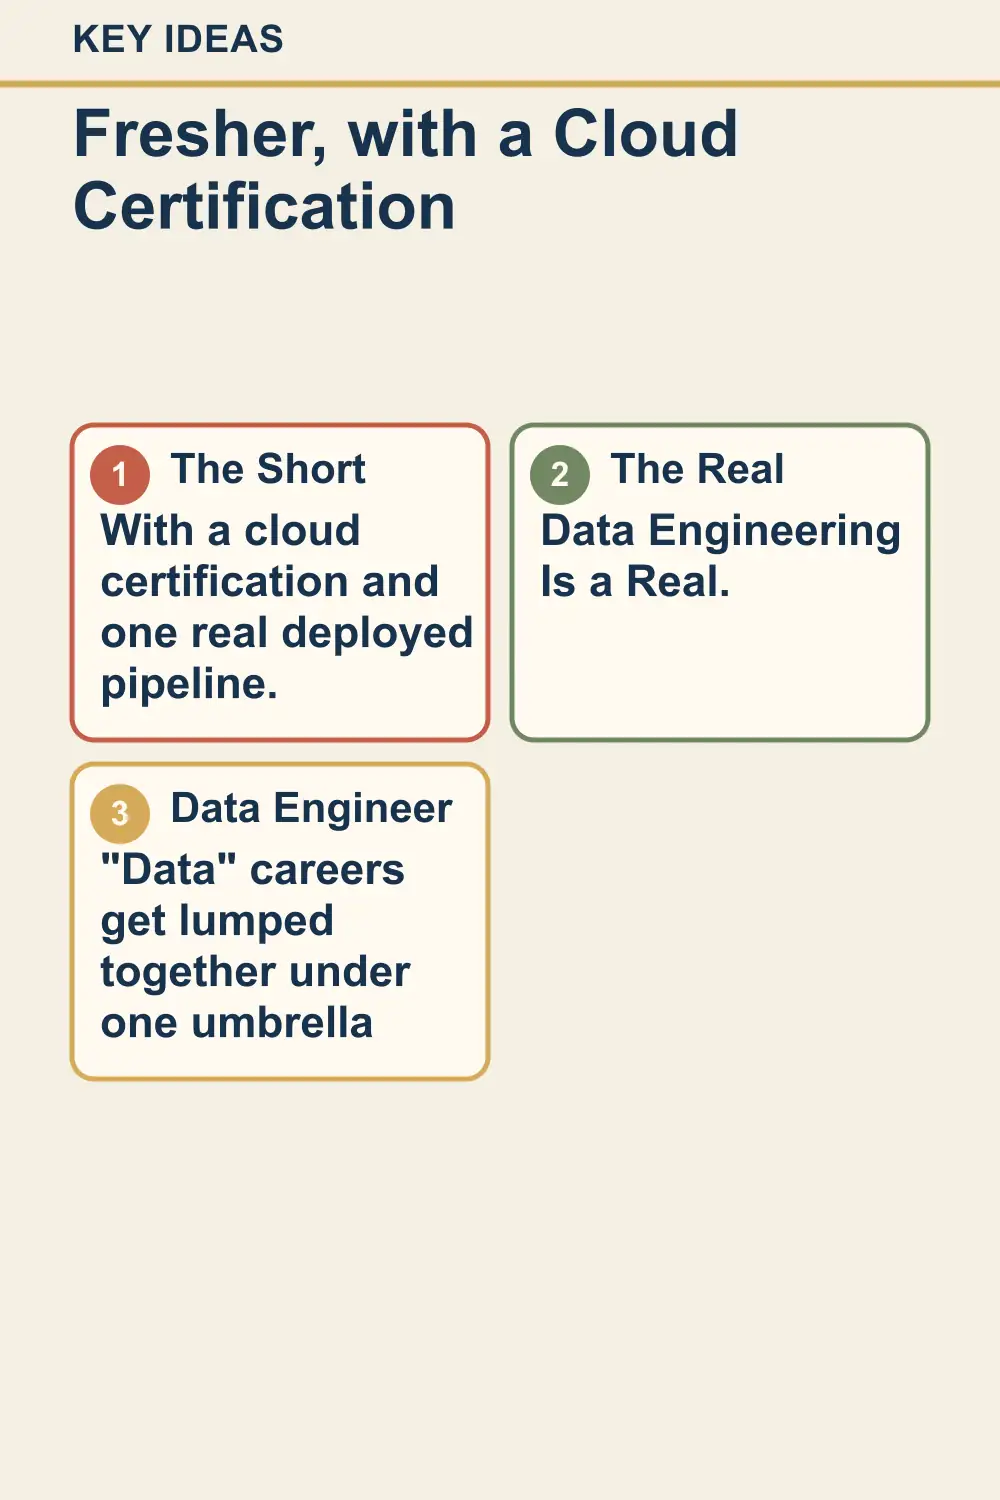 KEY IDEAS
Fresher, with a Cloud
Certification
1 The Short
With a cloud
certification and
one real deployed
pipeline.
2 The Real
Data Engineering
Is a Real.
3 Data Engineer
"Data" careers
get lumped
together under
one umbrella